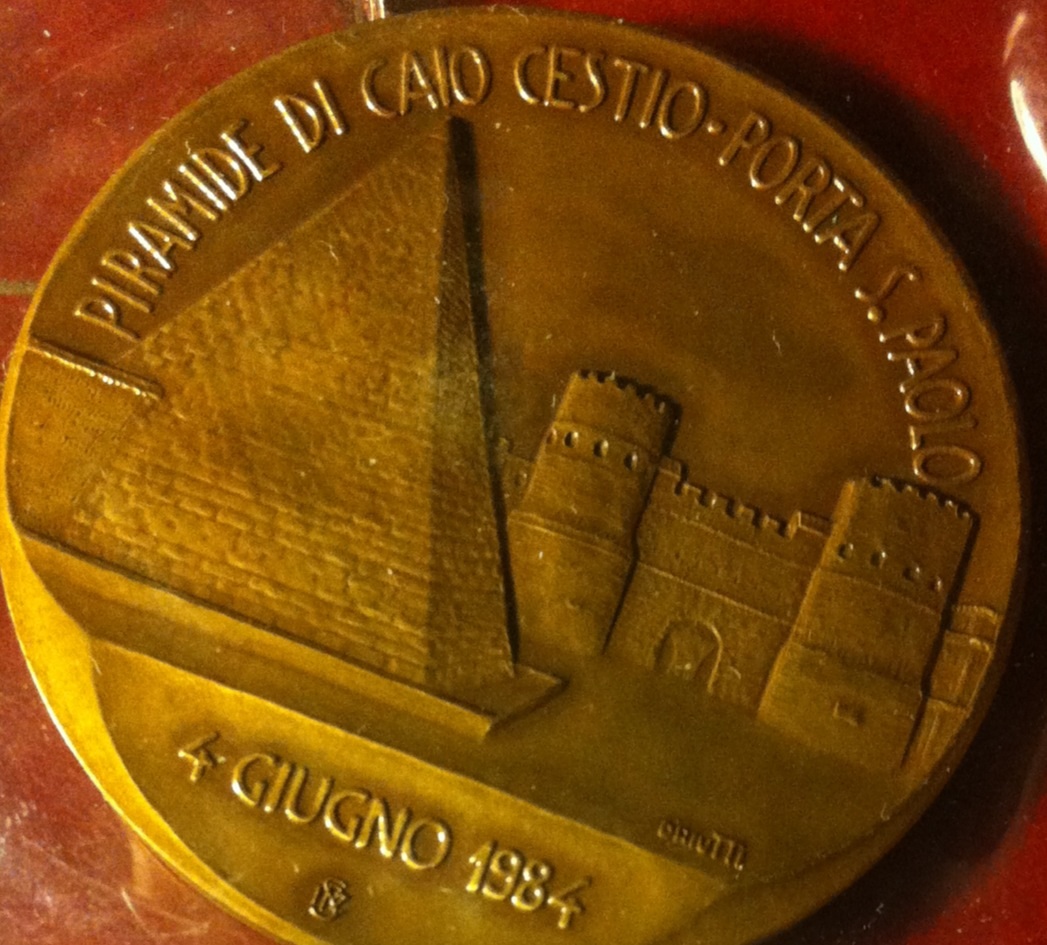 PIRAMIDE DI CAIO CESTIO·PORTA S. PAOLO
4 GIUGNO 1984